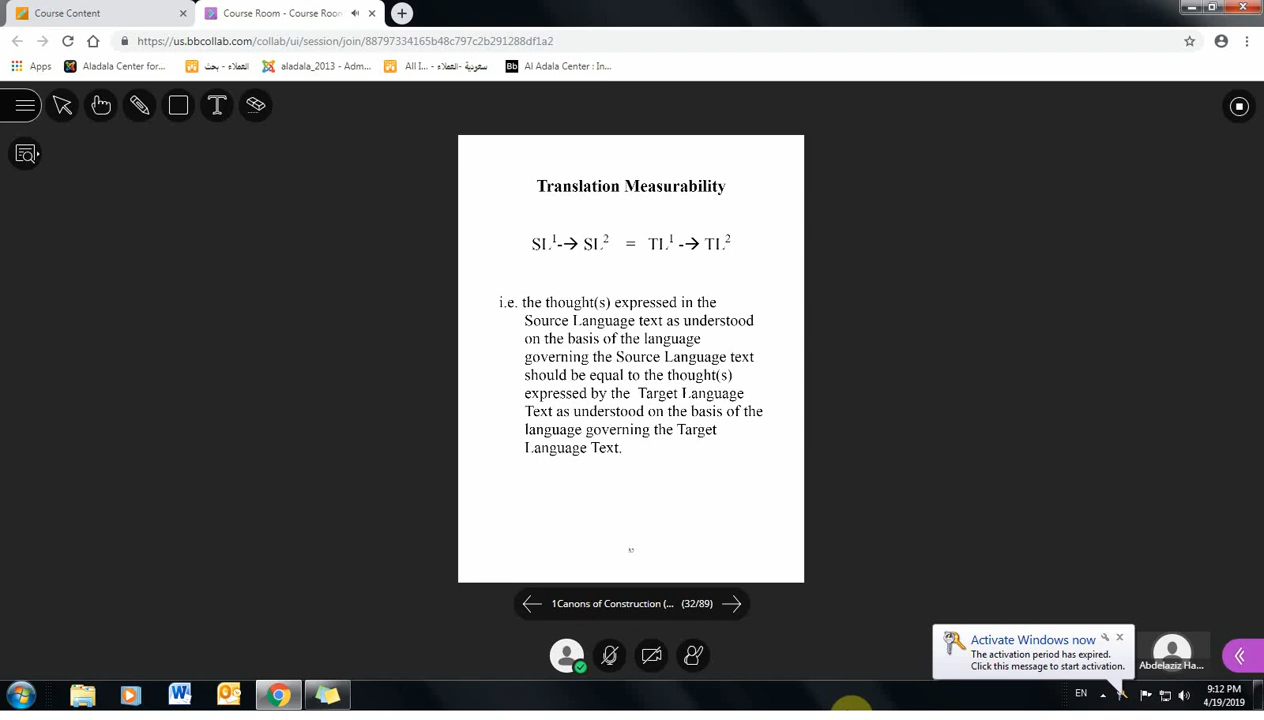 Course Content
Course Room - Course Room
https://us.bbcollab.com/collab/ui/session/join/88797334165b48c797c2b291288df1a2
Apps
Aladala Center for...
العملاء - بحث
aladala_2013 - Adm...
All I... - سعودية -العملاء...
Bb
Al Adala Center : In...
T
Translation Measurability
SL¹-→ SL² = TL¹ -→ TL²
i.e. the thought(s) expressed in the
Source Language text as understood
on the basis of the language
governing the Source Language text
should be equal to the thought(s)
expressed by the Target Language
Text as understood on the basis of the
language governing the Target
Language Text.
1Canons of Construction (... (32/89)
Activate Windows now
The activation period has expired.
Click this message to start activation.
Abdelaziz Ha...
EN
9:12 PM
4/19/2019